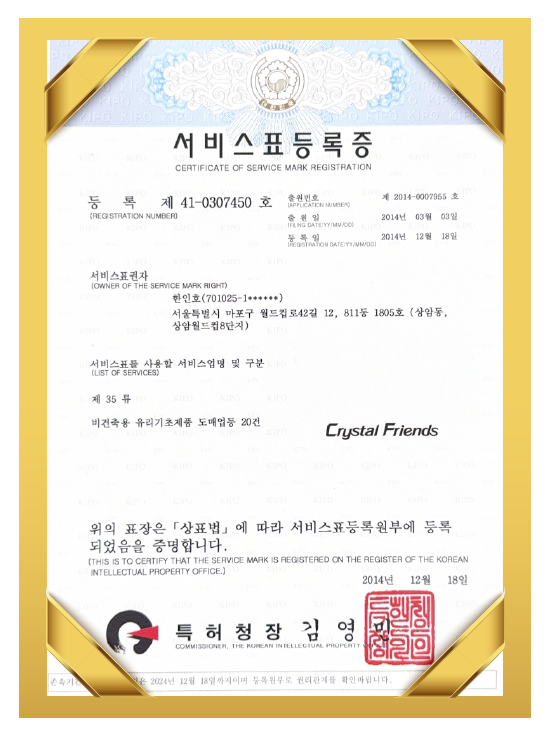 서비스표등록증
CERTIFICATE OF SERVICE MARK REGISTRATION
등 록 제 41-0307450 호
(REGISTRATION NUMBER)
출원번호 제 2014-0007955 호
(APPLICATION NUMBER)
출 원 일 2014년 03월 03일
(FILING DATE:YY/MM/DD)
등 록 일 2014년 12월 18일
(REGISTRATION DATE:YY/MM/DD)
서비스표권자
(OWNER OF THE SERVICE MARK RIGHT)
한인호(701025-1******)
서울특별시 마포구 월드컵로42길 12, 811동 1805호 (상암동,
상암월드컵8단지)
서비스표를 사용할 서비스업명 및 구분
(LIST OF SERVICES)
제 35 류
비건축용 유리기초제품 도매업등 20건
Crystal Friends
위의 표장은「상표법」에 따라 서비스표등록원부에 등록
되었음을 증명합니다.
(THIS IS TO CERTIFY THAT THE SERVICE MARK IS REGISTERED ON THE REGISTER OF THE KOREAN
INTELLECTUAL PROPERTY OFFICE.)
2014년 12월 18일
특허청장 김영민
COMMISSIONER, THE KOREAN INTELLECTUAL PROPERTY
2024년 12월 18일까지이며 등록원부로 권리관계를 확인바랍니다.